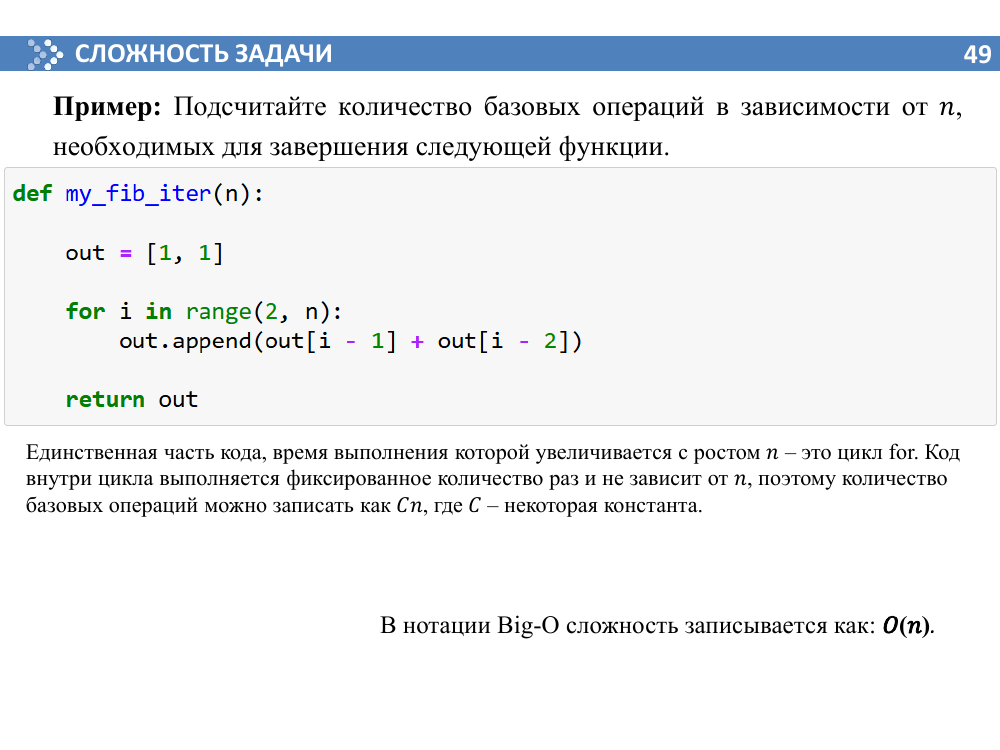 СЛОЖНОСТЬ ЗАДАЧИ 49
Пример: Подсчитайте количество базовых операций в зависимости от n,
необходимых для завершения следующей функции.
def my_fib_iter(n):
    out = [1, 1]
    for i in range(2, n):
        out.append(out[i - 1] + out[i - 2])
    return out
Единственная часть кода, время выполнения которой увеличивается с ростом n – это цикл for. Код
внутри цикла выполняется фиксированное количество раз и не зависит от n, поэтому количество
базовых операций можно записать как Cn, где C – некоторая константа.
В нотации Big-O сложность записывается как: O(n).